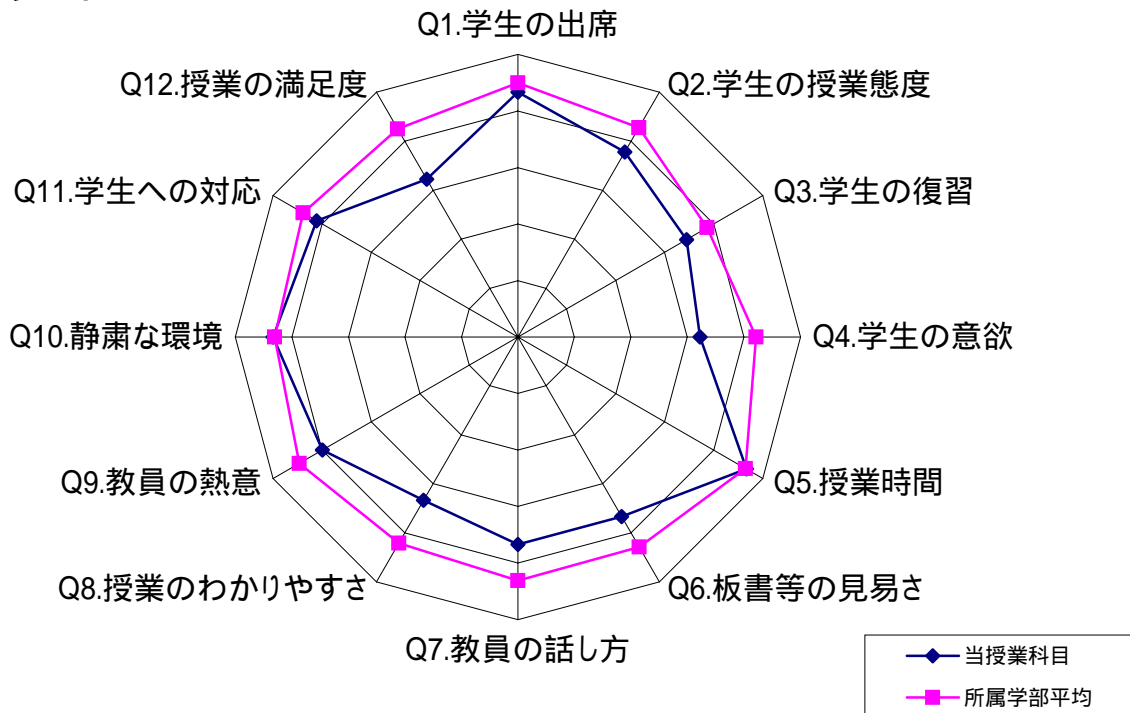 Q1.学生の出席
Q2.学生の授業態度
Q3.学生の復習
Q4.学生の意欲
Q5.授業時間
Q6.板書等の見易さ
Q7.教員の話し方
Q8.授業のわかりやすさ
Q9.教員の熱意
Q10.静粛な環境
Q11.学生への対応
Q12.授業の満足度
当授業科目
所属学部平均